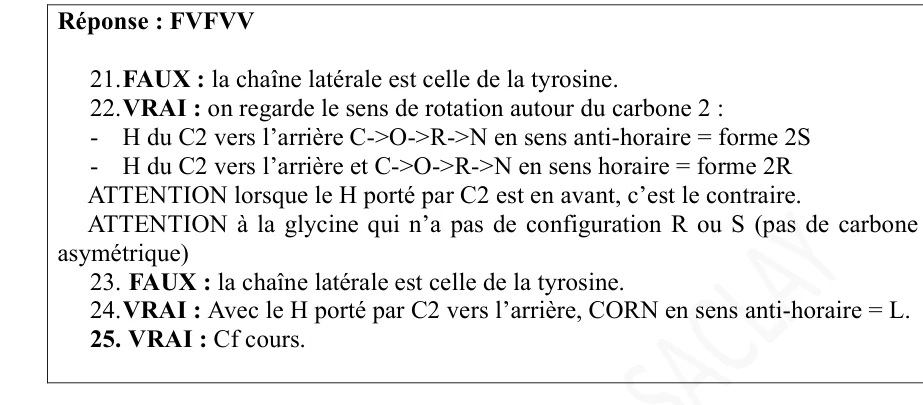 Réponse : FVFVV
21.FAUX : la chaîne latérale est celle de la tyrosine.
22.VRAI : on regarde le sens de rotation autour du carbone 2 :
- H du C2 vers l’arrière C->O->R->N en sens anti-horaire = forme 2S
- H du C2 vers l’arrière et C->O->R->N en sens horaire = forme 2R
ATTENTION lorsque le H porté par C2 est en avant, c’est le contraire.
ATTENTION à la glycine qui n’a pas de configuration R ou S (pas de carbone
asymétrique)
23. FAUX : la chaîne latérale est celle de la tyrosine.
24.VRAI : Avec le H porté par C2 vers l’arrière, CORN en sens anti-horaire = L.
25. VRAI : Cf cours.
SACLAY